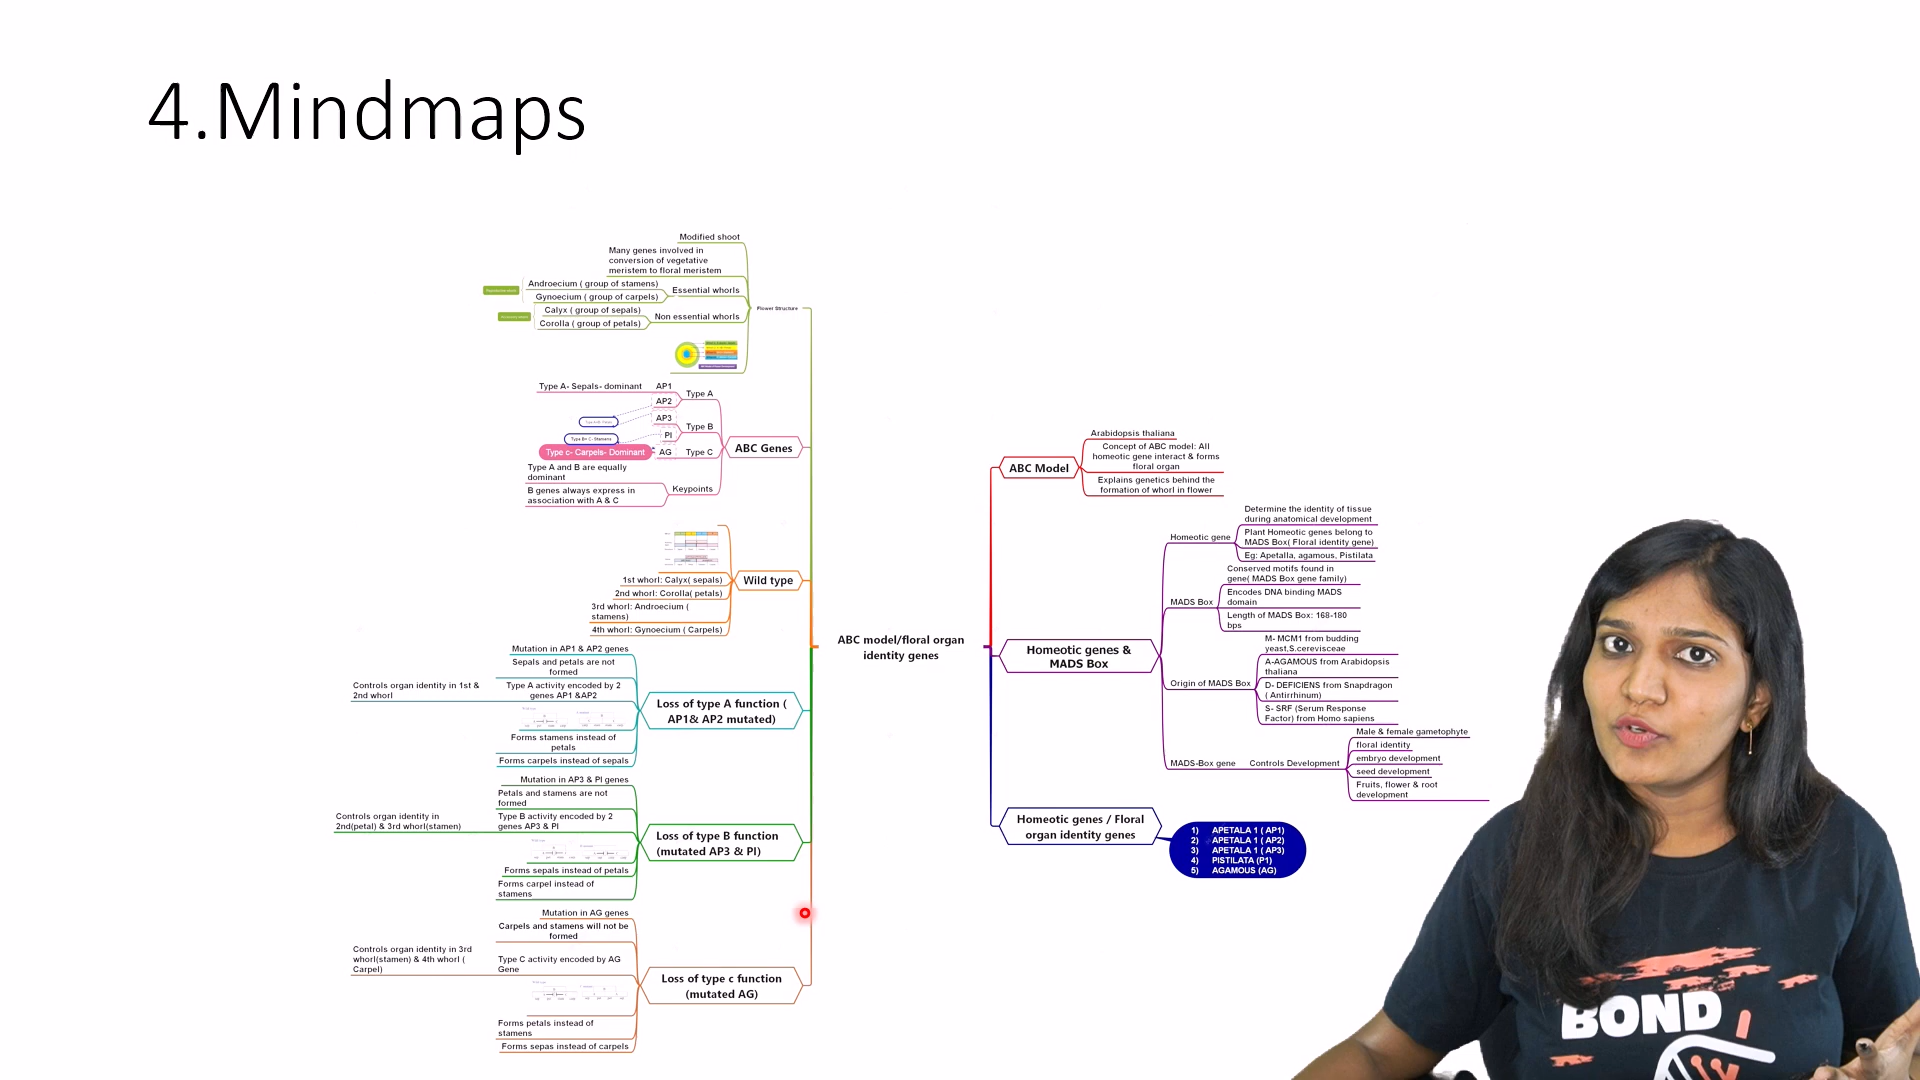 4.Mindmaps
Modified shoot
Many genes involved in
conversion of vegetative
meristem to floral meristem
Androecium ( group of stamens)
Gynoecium ( group of carpels)
Essential whorls
Calyx ( group of sepals)
Corolla ( group of petals)
Non essential whorls
Flower Structure
Type A- Sepals- dominant
AP1
AP2
Type A
AP3
PI
Type B
Type B+ C- Stamens
Type c- Carpels- Dominant
AG
Type C
ABC Genes
Type A and B are equally
dominant
B genes always express in
association with A & C
Keypoints
1st whorl: Calyx( sepals)
2nd whorl: Corolla( petals)
3rd whorl: Androecium (
stamens)
4th whorl: Gynoecium ( Carpels)
Wild type
Mutation in AP1 & AP2 genes
Sepals and petals are not
formed
Controls organ identity in 1st &
2nd whorl
Type A activity encoded by 2
genes AP1 &AP2
Forms stamens instead of
petals
Forms carpels instead of sepals
Loss of type A function (
AP1& AP2 mutated)
Mutation in AP3 & PI genes
Petals and stamens are not
formed
Controls organ identity in
2nd(petal) & 3rd whorl(stamen)
Type B activity encoded by 2
genes AP3 & PI
Forms sepals instead of petals
Forms carpel instead of
stamens
Loss of type B function
(mutated AP3 & PI)
Mutation in AG genes
Carpels and stamens will not be
formed
Controls organ identity in 3rd
whorl(stamen) & 4th whorl (
Carpel)
Type C activity encoded by AG
Gene
Forms petals instead of
stamens
Forms sepas instead of carpels
Loss of type c function
(mutated AG)
ABC model/floral organ
identity genes
ABC Model
Arabidopsis thaliana
Concept of ABC model: All
homeotic gene interact & forms
floral organ
Explains genetics behind the
formation of whorl in flower
Homeotic genes &
MADS Box
Homeotic gene
Determine the identity of tissue
during anatomical development
Plant Homeotic genes belong to
MADS Box( Floral identity gene)
Eg: Apetalla, agamous, Pistilata
MADS Box
Conserved motifs found in
gene( MADS Box gene family)
Encodes DNA binding MADS
domain
Length of MADS Box: 168-180
bps
Origin of MADS Box
M- MCM1 from budding
yeast,S.cerevisceae
A-AGAMOUS from Arabidopsis
thaliana
D- DEFICIENS from Snapdragon
( Antirrhinum)
S- SRF (Serum Response
Factor) from Homo sapiens
MADS-Box gene
Controls Development
Male & female gametophyte
floral identity
embryo development
seed development
Fruits, flower & root
development
Homeotic genes / Floral
organ identity genes
1) APETALA 1 ( AP1)
2) APETALA 1 ( AP2)
3) APETALA 1 ( AP3)
4) PISTILATA (P1)
5) AGAMOUS (AG)
BOND